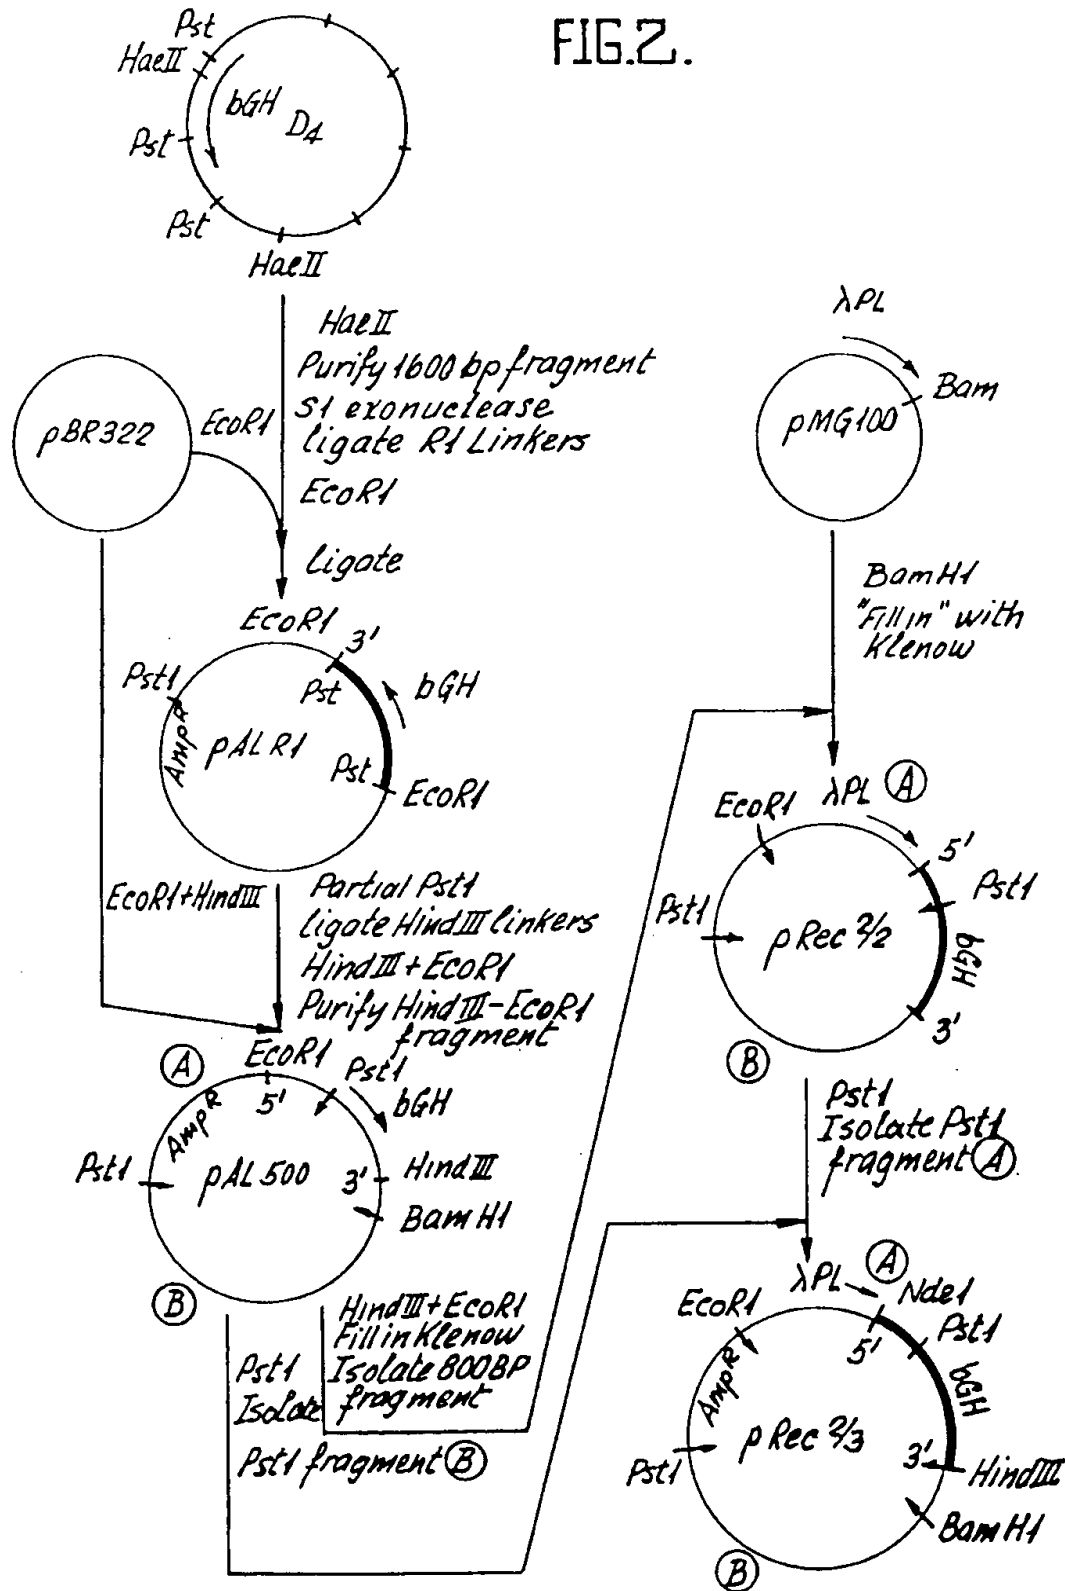 FIG.2.
Pst
HaeII
bGH
D4
Pst
Pst
HaeII
HaeII
Purify 1600 bp fragment
S1 exonuclease
ligate R1 Linkers
EcoR1
Ligate
pBR322
EcoR1
EcoR1
3'
Pst1
Pst
bGH
AmpR
pALR1
Pst
EcoR1
EcoR1+HindIII
Partial Pst1
ligate HindIII linkers
HindIII+EcoR1
Purify HindIII-EcoR1
fragment
A
EcoR1
Pst1
5'
bGH
AmpR
Pst1
pAL500
3'
HindIII
BamH1
B
HindIII+EcoR1
Fill in Klenow
Isolate 800BP
fragment
Pst1
Isolate
Pst1 fragment B
λPL
Bam
pMG100
BamH1
"Fill in" with
Klenow
λPL A
EcoR1
5'
Pst1
Pst1
pRec 2/2
bGH
3'
B
Pst1
Isolate Pst1
fragment A
λPL
A
Nde1
EcoR1
Pst1
5'
AmpR
bGH
pRec 2/3
Pst1
3'
HindIII
BamH1
B